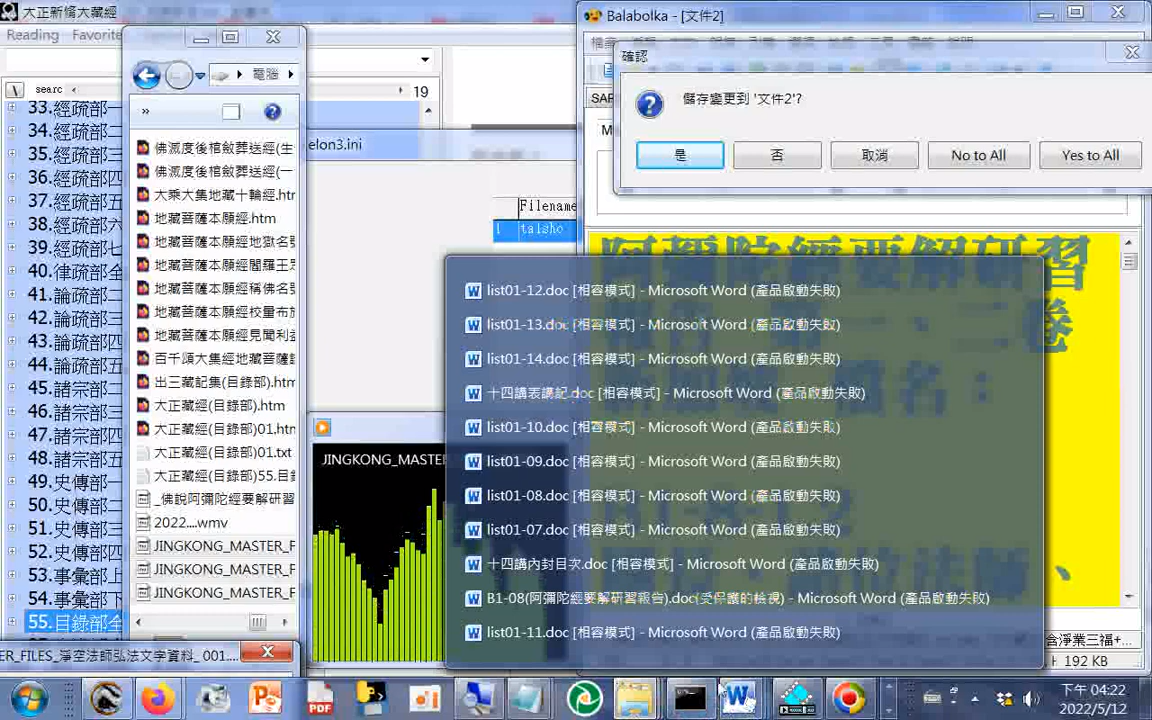 大正新脩大藏經
Reading Favorite
searc
19
33.經疏部一
34.經疏部二
35.經疏部三
36.經疏部四
37.經疏部五
38.經疏部六
39.經疏部七
40.律疏部全
41.論疏部一
42.論疏部二
43.論疏部三
44.論疏部四
45.諸宗部二
46.諸宗部三
47.諸宗部四
48.諸宗部五
49.史傳部一
50.史傳部二
51.史傳部三
52.史傳部四
53.事彙部上
54.事彙部下
55.目錄部全
電腦
»
佛滅度後棺斂葬送經(生
佛滅度後棺斂葬送經(一
大乘大集地藏十輪經.htr
地藏菩薩本願經.htm
地藏菩薩本願經地獄名號
地藏菩薩本願經閻羅王眾
地藏菩薩本願經稱佛名號
地藏菩薩本願經校量布施
地藏菩薩本願經見聞利益
百千頌大集經地藏菩薩
出三藏記集(目錄部).htm
大正藏經(目錄部).htm
大正藏經(目錄部)01.htn
大正藏經(目錄部)01.txt
大正藏經(目錄部)55.目錄
_佛說阿彌陀經要解研習
2022....wmv
JINGKONG_MASTER_F
JINGKONG_MASTER_F
JINGKONG_MASTER_F
ER_FILES_淨空法師弘法文字資料_ 001....
elon3.ini
Filename
1 taisho
JINGKONG_MASTER
Balabolka - [文件2]
SAP
確認
儲存變更到 '文件2'?
是
否
取消
No to All
Yes to All
阿彌陀經要解研習
報告 第一、二卷
名：
法師、
list01-12.doc [相容模式] - Microsoft Word (產品啟動失敗)
list01-13.doc [相容模式] - Microsoft Word (產品啟動失敗)
list01-14.doc [相容模式] - Microsoft Word (產品啟動失敗)
十四講表講記.doc [相容模式] - Microsoft Word (產品啟動失敗)
list01-10.doc [相容模式] - Microsoft Word (產品啟動失敗)
list01-09.doc [相容模式] - Microsoft Word (產品啟動失敗)
list01-08.doc [相容模式] - Microsoft Word (產品啟動失敗)
list01-07.doc [相容模式] - Microsoft Word (產品啟動失敗)
十四講內封目次.doc [相容模式] - Microsoft Word (產品啟動失敗)
B1-08(阿彌陀經要解研習報告).doc(受保護的檢視) - Microsoft Word (產品啟動失敗)
list01-11.doc [相容模式] - Microsoft Word (產品啟動失敗)
含淨業三福+...
192 KB
下午 04:22
2022/5/12